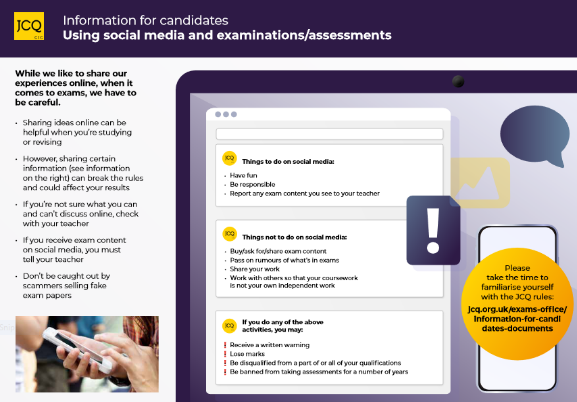 JCQ
CIC
Information for candidates
Using social media and examinations/assessments
While we like to share our
experiences online, when it
comes to exams, we have to
be careful.
• Sharing ideas online can be
helpful when you're studying
or revising
• However, sharing certain
information (see information
on the right) can break the rules
and could affect your results
• If you're not sure what you can
and can't discuss online, check
with your teacher
• If you receive exam content
on social media, you must
tell your teacher
• Don't be caught out by
scammers selling fake
exam papers
JCQ
Things to do on social media:
• Have fun
• Be responsible
• Report any exam content you see to your teacher
JCQ
Things not to do on social media:
• Buy/ask for/share exam content
• Pass on rumours of what's in exams
• Share your work
• Work with others so that your coursework
is not your own independent work
JCQ
If you do any of the above
activities, you may:
! Receive a written warning
! Lose marks
! Be disqualified from a part of or all of your qualifications
! Be banned from taking assessments for a number of years
!
Please
take the time to
familiarise yourself
with the JCQ rules:
jcq.org.uk/exams-office/
information-for-candi
dates-documents